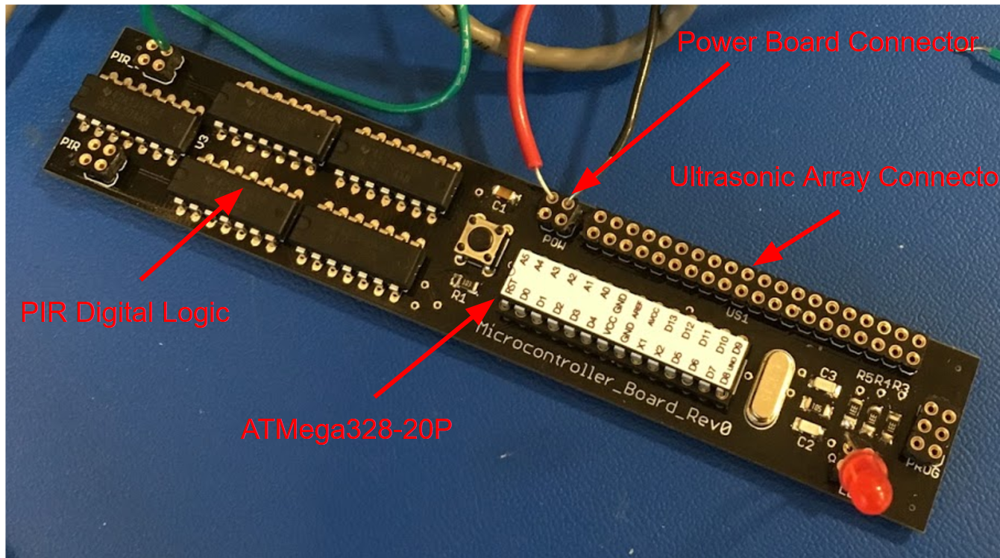 Power Board Connector
Ultrasonic Array Connecto
PIR Digital Logic
ATMega328-20P
PIR_
PIR
U3
C1
R1
POW
US1
A5 A4 A3 A2 A1 A0 GND AREF AVCC D13 D12 D11 D10 D9
RST D0 D1 D2 D3 D4 VCC GND X1 X2 D5 D6 D7 D8 UNO
Microcontroller_Board_Rev0
C3
C2
R5 R4 R3
PROG